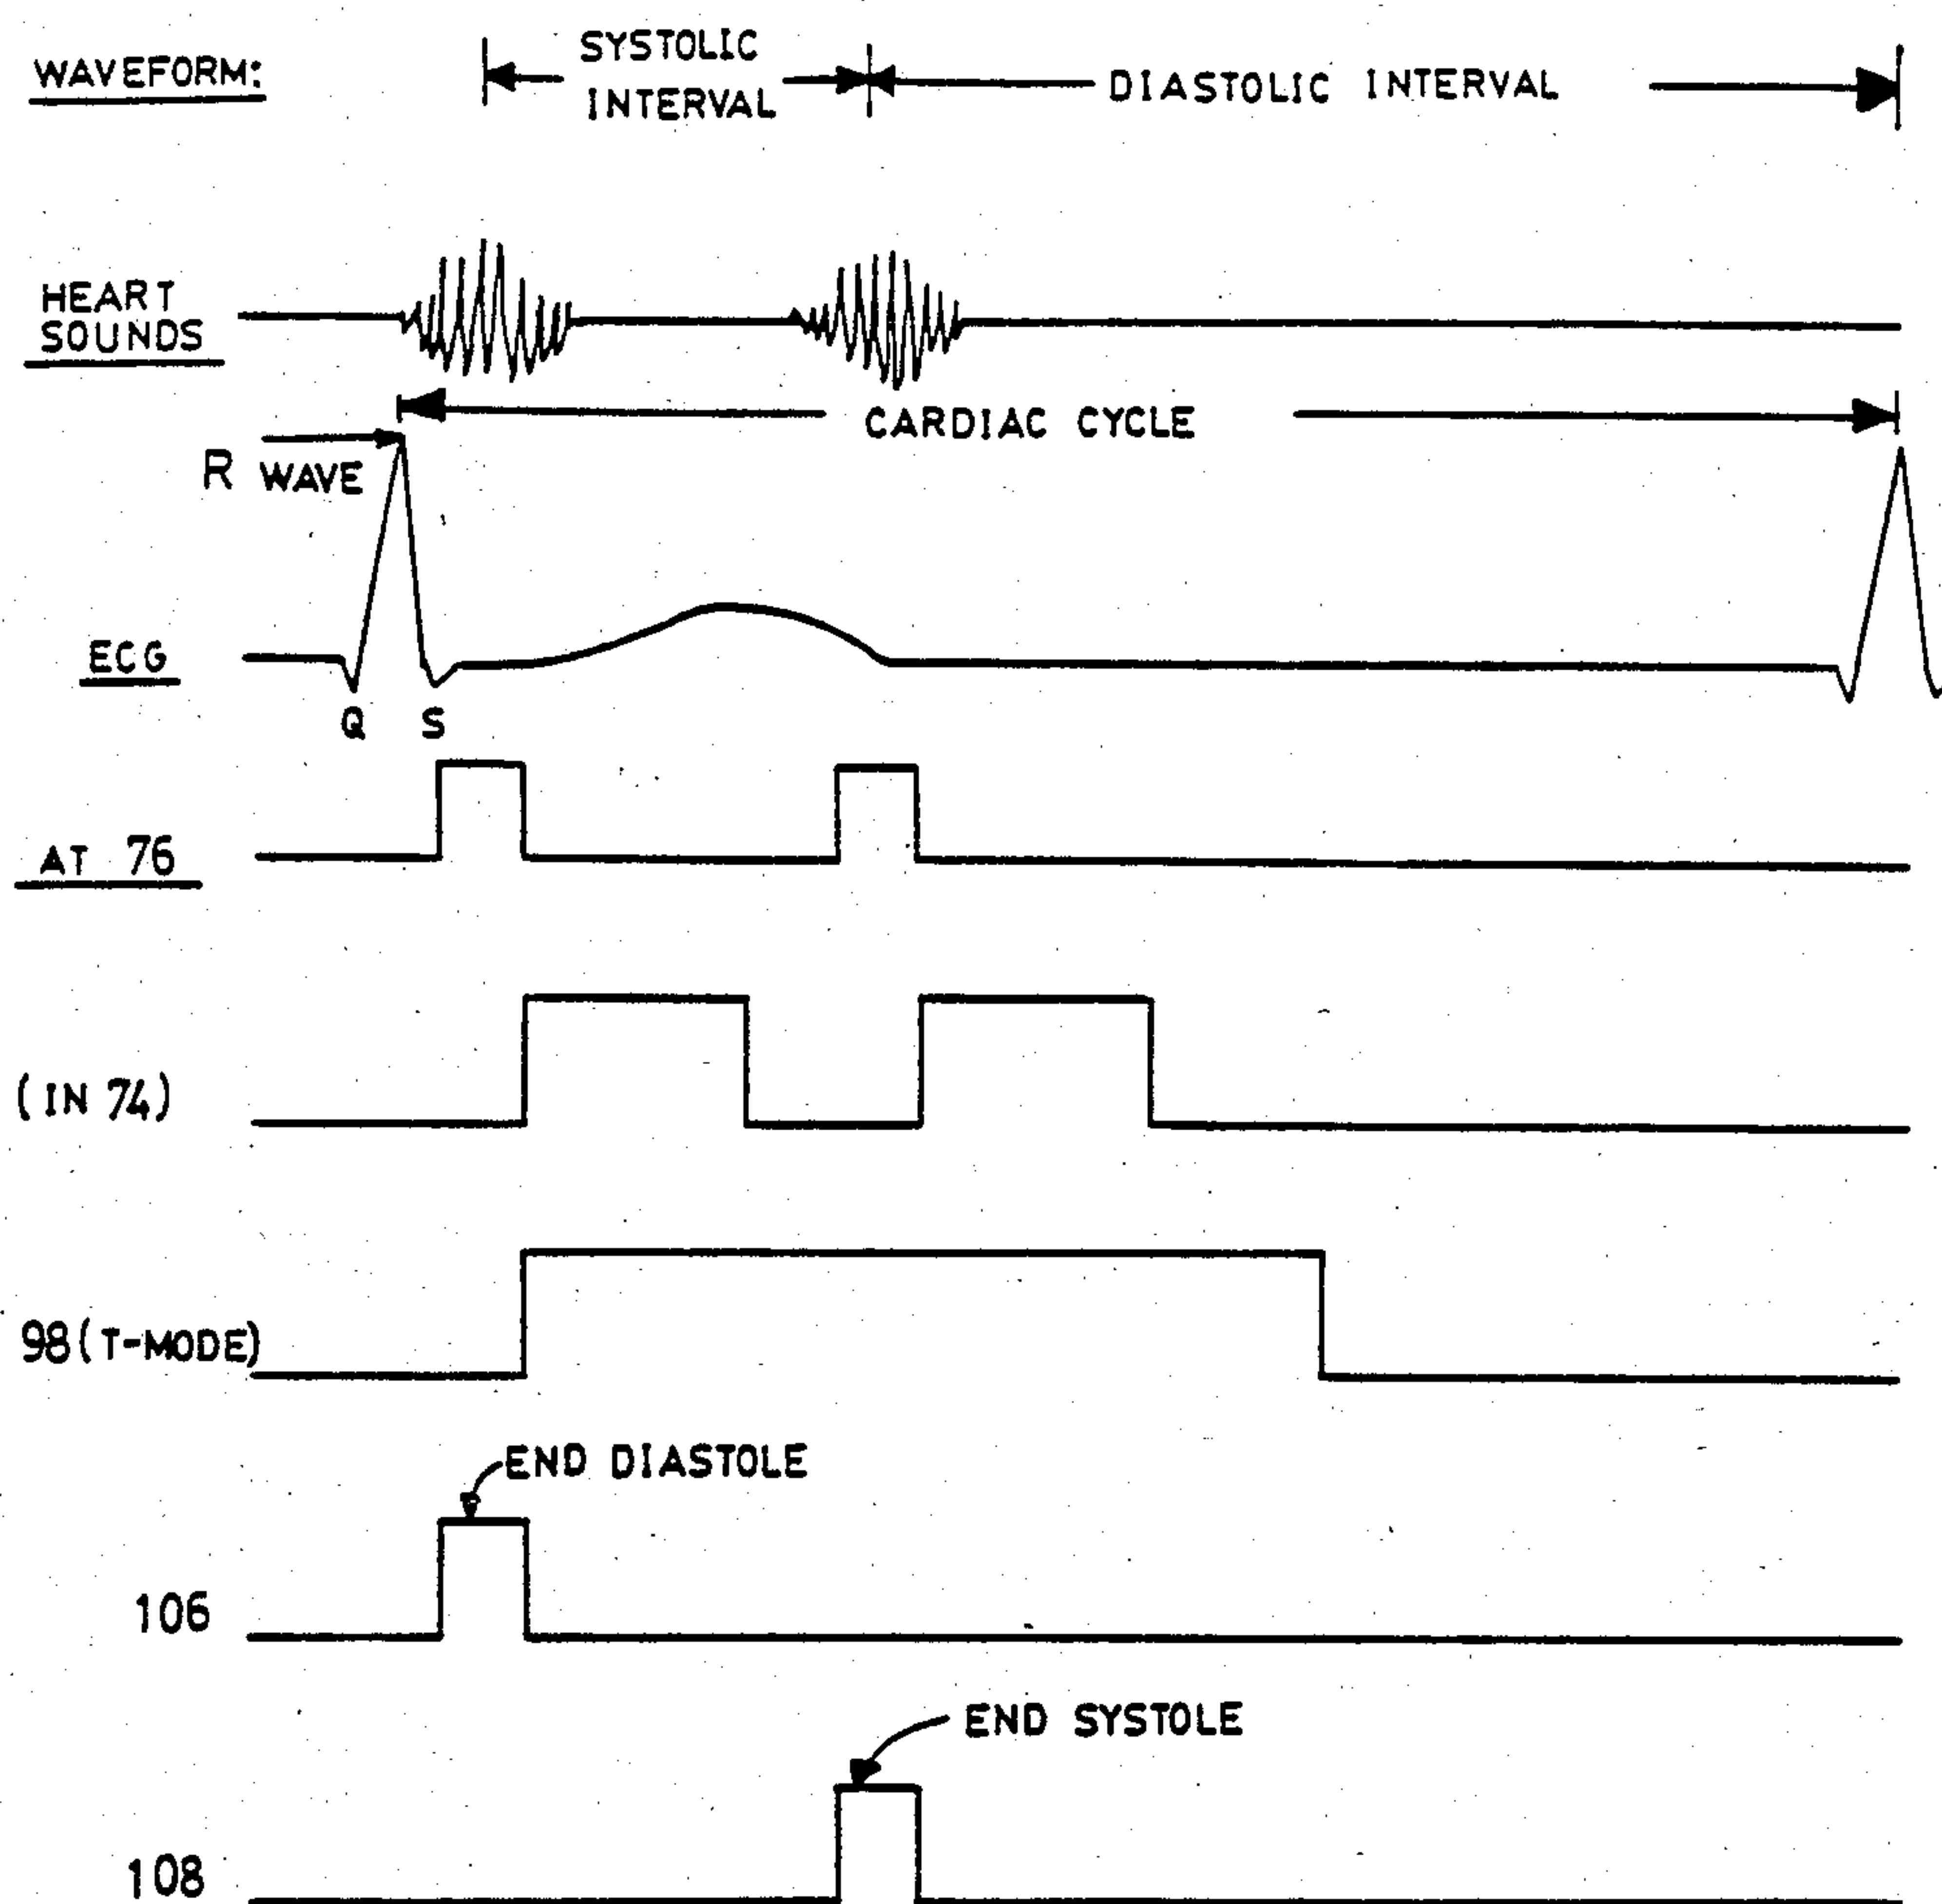 WAVEFORM:
SYSTOLIC
INTERVAL
DIASTOLIC INTERVAL
HEART
SOUNDS
CARDIAC CYCLE
R WAVE
ECG
Q
S
AT 76
(IN 74)
98(T-MODE)
END DIASTOLE
106
END SYSTOLE
108